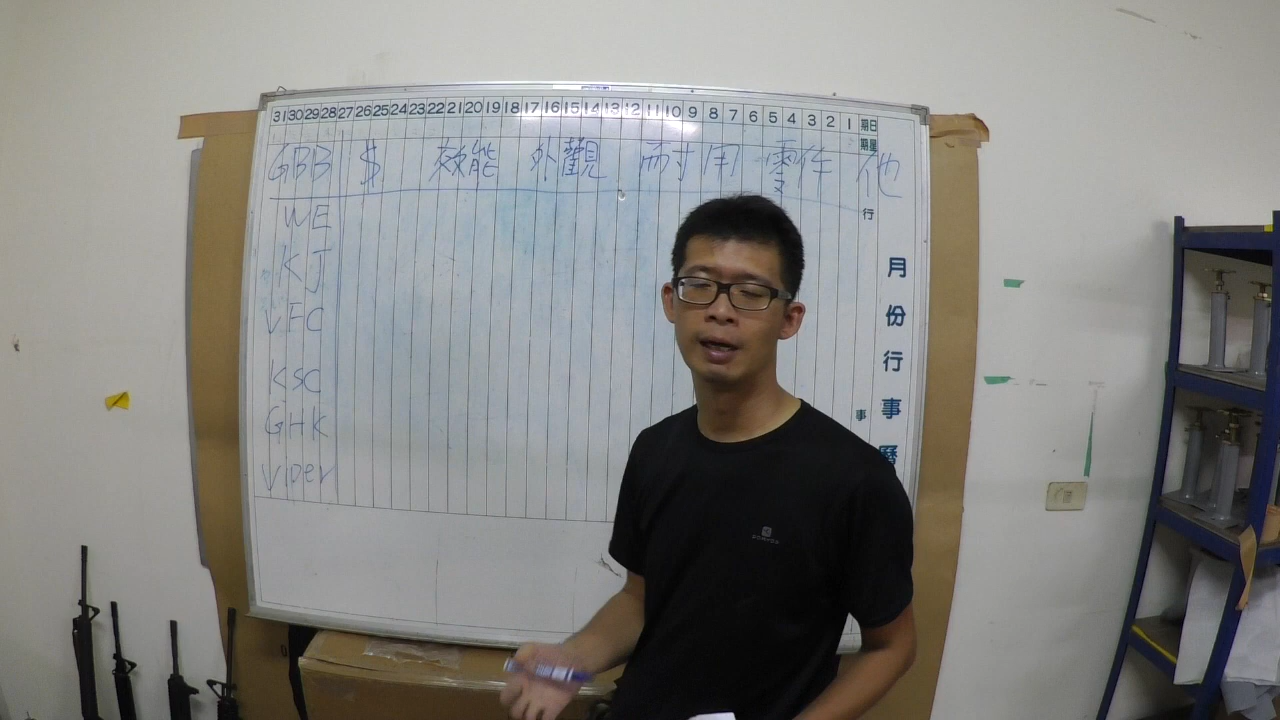 31 30 29 28 27 26 25 24 23 22 21 20 19 18 17 16 15 14 13 12 11 10 9 8 7 6 5 4 3 2 1 期日
期星
GBB $ 效能 外觀 耐用 零件 他
行
WE
KJ
VFC
KSC
GHK
Viper
月份行事曆
事